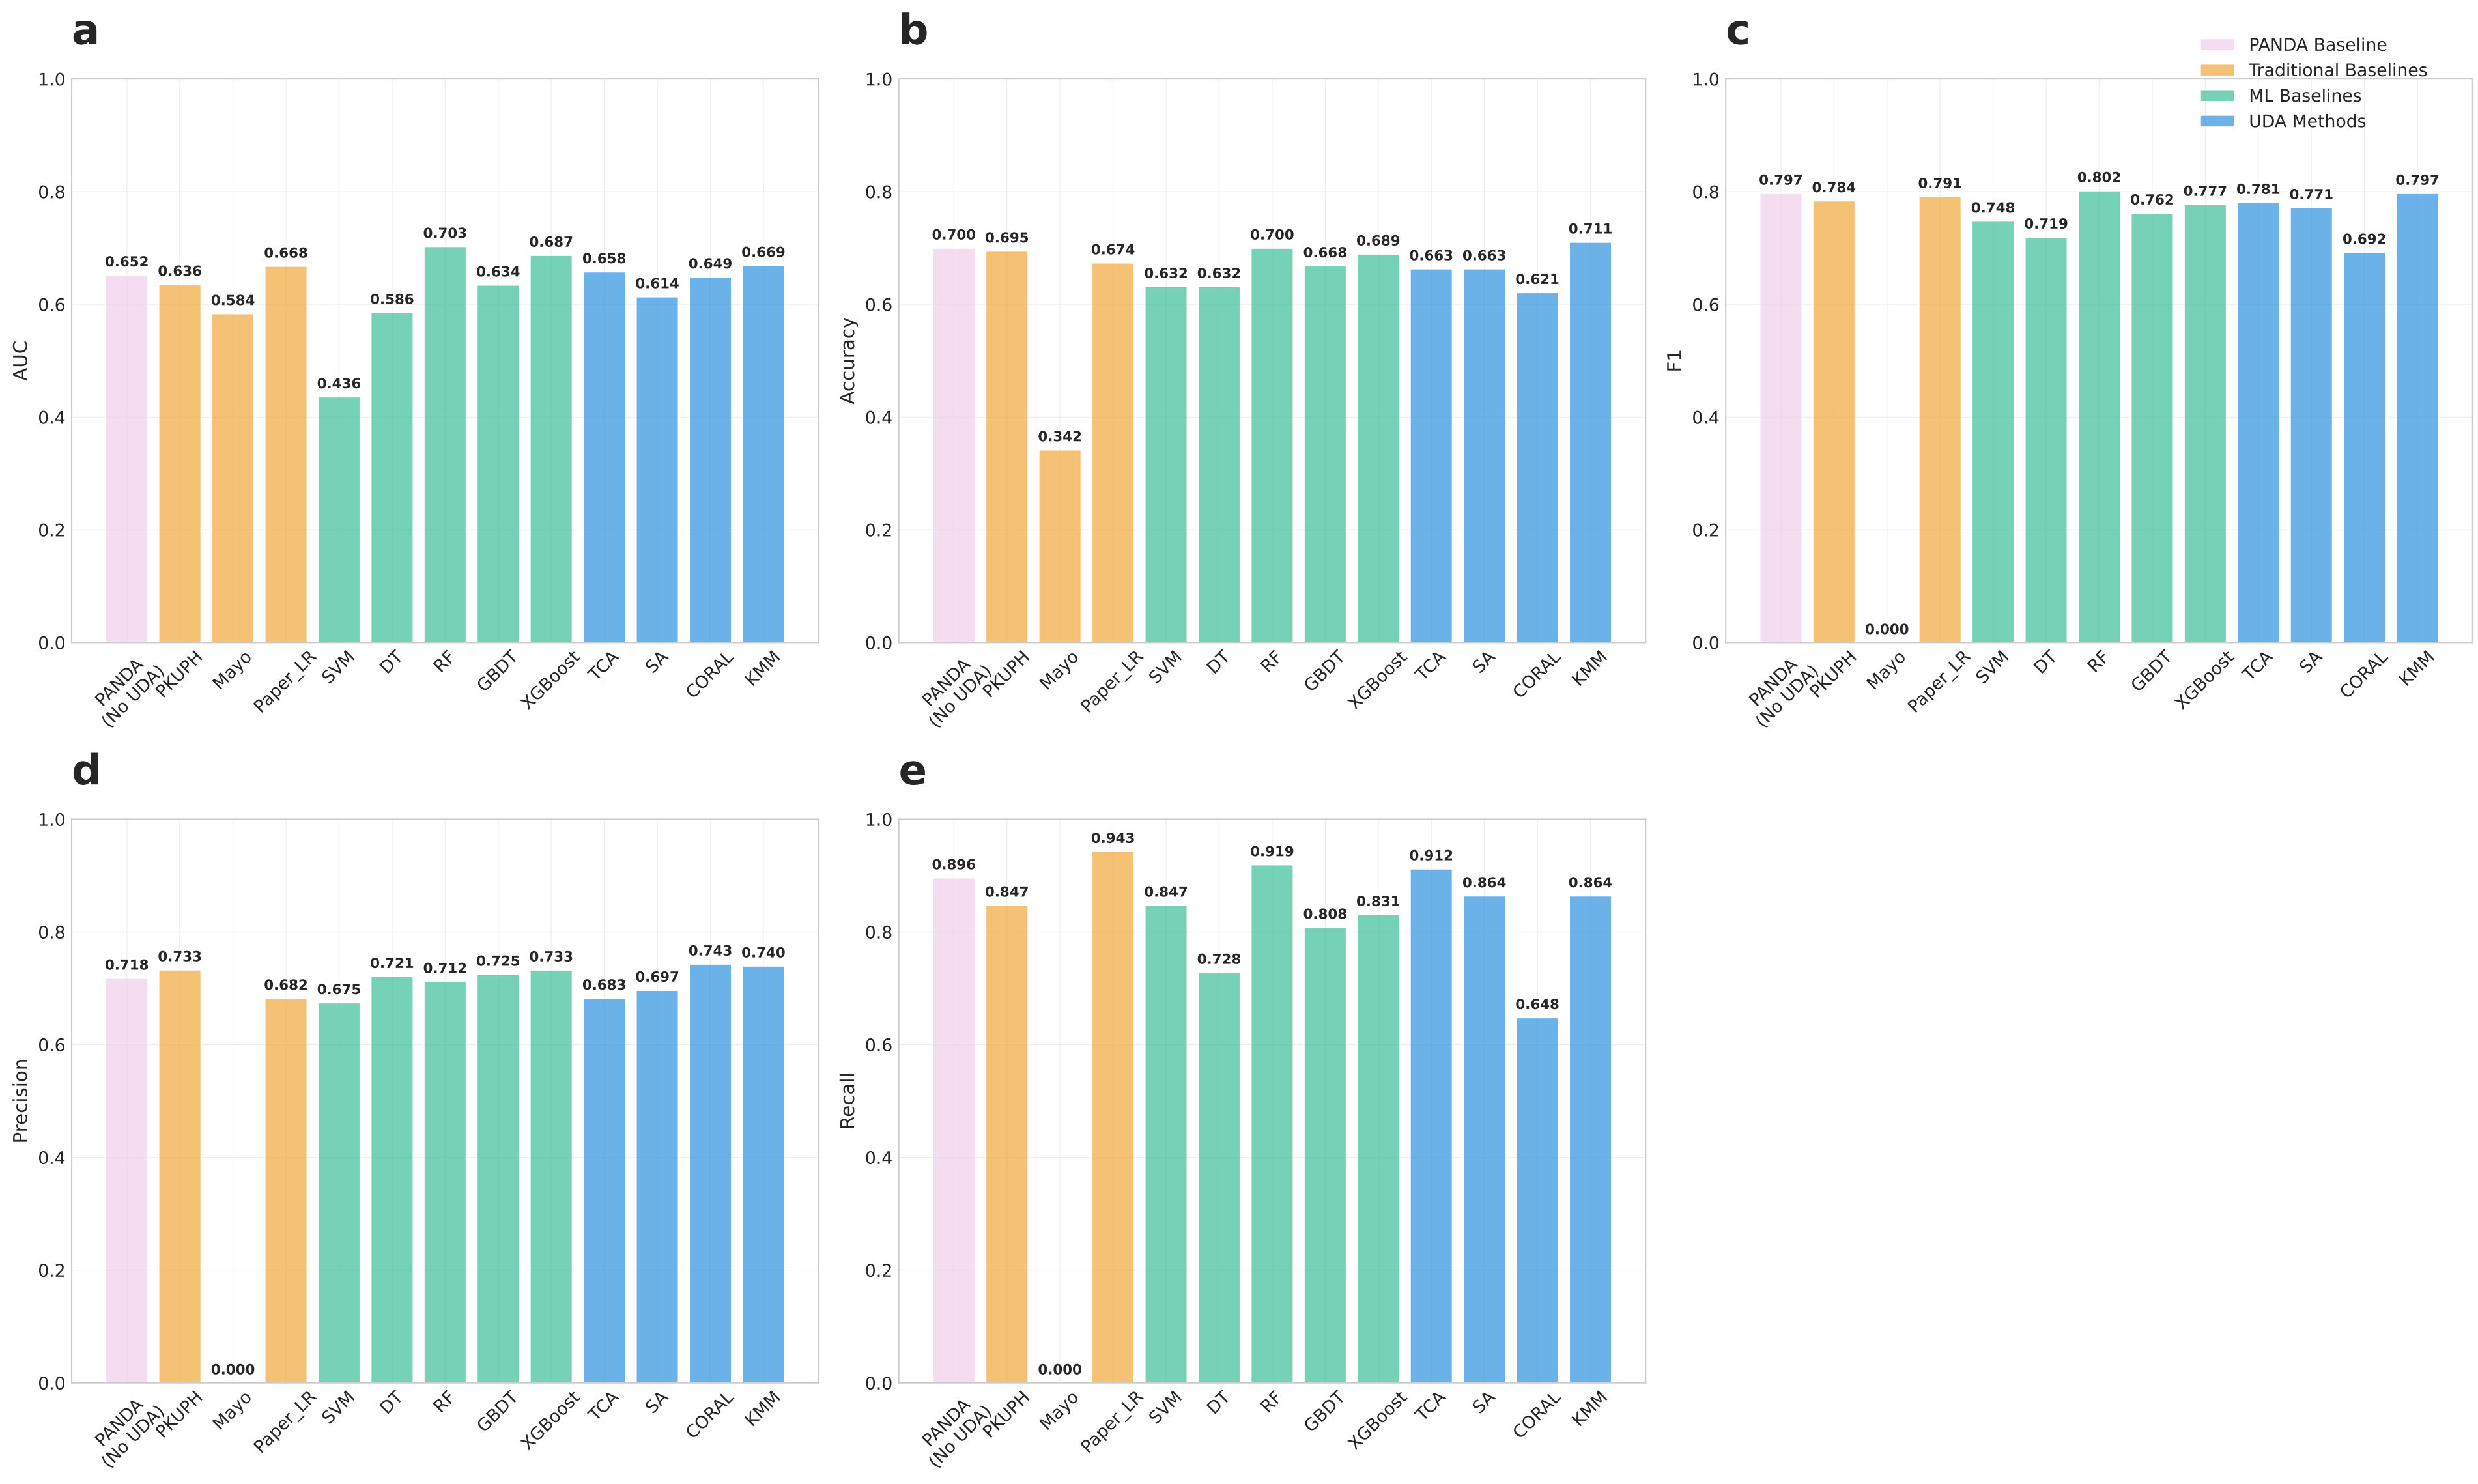 a
1.0
0.8
0.6
0.4
0.2
0.0
AUC
0.652
0.636
0.584
0.668
0.436
0.586
0.703
0.634
0.687
0.658
0.614
0.649
0.669
PANDA
(No UDA)
PKUPH
Mayo
Paper_LR
SVM
DT
RF
GBDT
XGBoost
TCA
SA
CORAL
KMM
b
1.0
0.8
0.6
0.4
0.2
0.0
Accuracy
0.700
0.695
0.342
0.674
0.632
0.632
0.700
0.668
0.689
0.663
0.663
0.621
0.711
PANDA
(No UDA)
PKUPH
Mayo
Paper_LR
SVM
DT
RF
GBDT
XGBoost
TCA
SA
CORAL
KMM
c
PANDA Baseline
Traditional Baselines
ML Baselines
UDA Methods
1.0
0.8
0.6
0.4
0.2
0.0
F1
0.797
0.784
0.000
0.791
0.748
0.719
0.802
0.762
0.777
0.781
0.771
0.692
0.797
PANDA
(No UDA)
PKUPH
Mayo
Paper_LR
SVM
DT
RF
GBDT
XGBoost
TCA
SA
CORAL
KMM
d
1.0
0.8
0.6
0.4
0.2
0.0
Precision
0.718
0.733
0.000
0.682
0.675
0.721
0.712
0.725
0.733
0.683
0.697
0.743
0.740
PANDA
(No UDA)
PKUPH
Mayo
Paper_LR
SVM
DT
RF
GBDT
XGBoost
TCA
SA
CORAL
KMM
e
1.0
0.8
0.6
0.4
0.2
0.0
Recall
0.896
0.847
0.000
0.943
0.847
0.728
0.919
0.808
0.831
0.912
0.864
0.648
0.864
PANDA
(No UDA)
PKUPH
Mayo
Paper_LR
SVM
DT
RF
GBDT
XGBoost
TCA
SA
CORAL
KMM